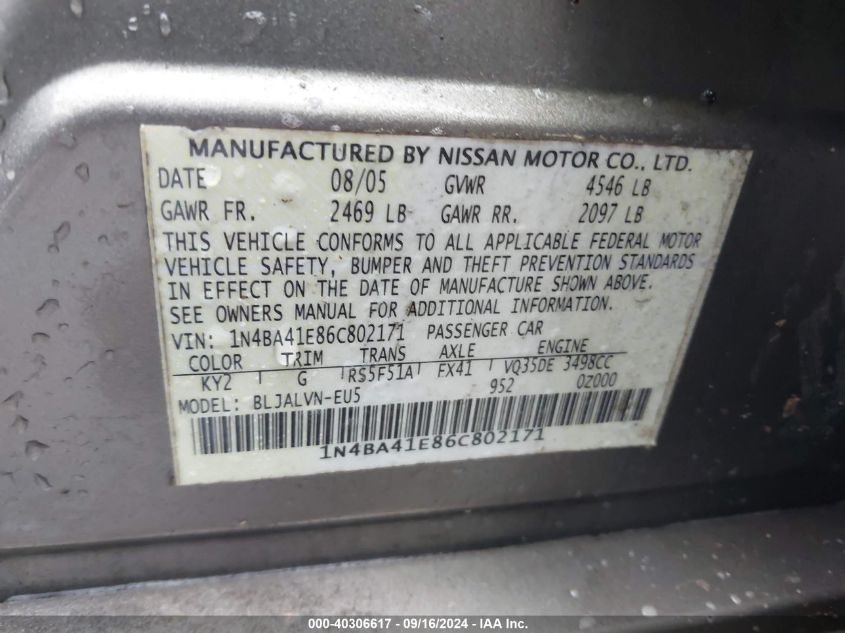 MANUFACTURED BY NISSAN MOTOR CO., LTD.
DATE 08/05 GVWR 4546 LB
GAWR FR. 2469 LB GAWR RR. 2097 LB
THIS VEHICLE CONFORMS TO ALL APPLICABLE FEDERAL MOTOR
VEHICLE SAFETY, BUMPER AND THEFT PREVENTION STANDARDS
IN EFFECT ON THE DATE OF MANUFACTURE SHOWN ABOVE.
SEE OWNERS MANUAL FOR ADDITIONAL INFORMATION.
VIN: 1N4BA41E86C802171 PASSENGER CAR
COLOR TRIM TRANS AXLE ENGINE
KY2 G RS5F51A FX41 VQ35DE 3498CC
MODEL: BLJALVN-EU5 952 0Z000
1N4BA41E86C802171
000-40306617 - 09/16/2024 - IAA Inc.